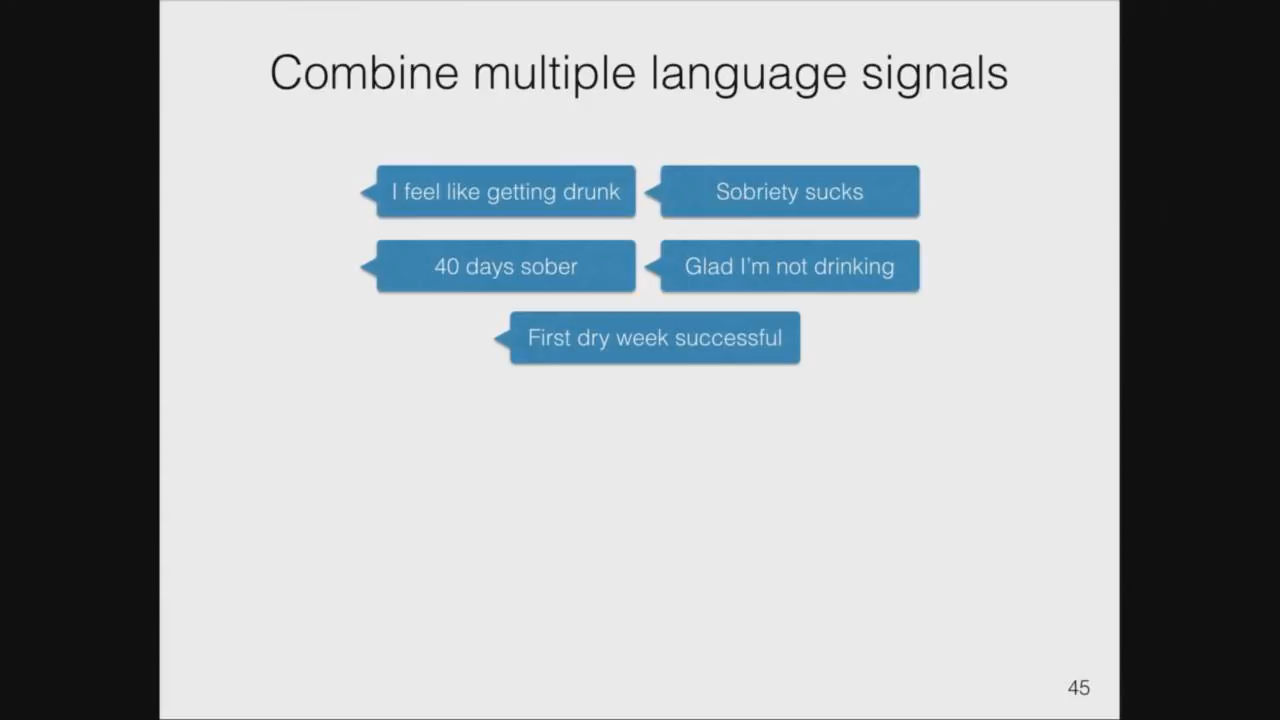 Combine multiple language signals
I feel like getting drunk
Sobriety sucks
40 days sober
Glad I'm not drinking
First dry week successful
45